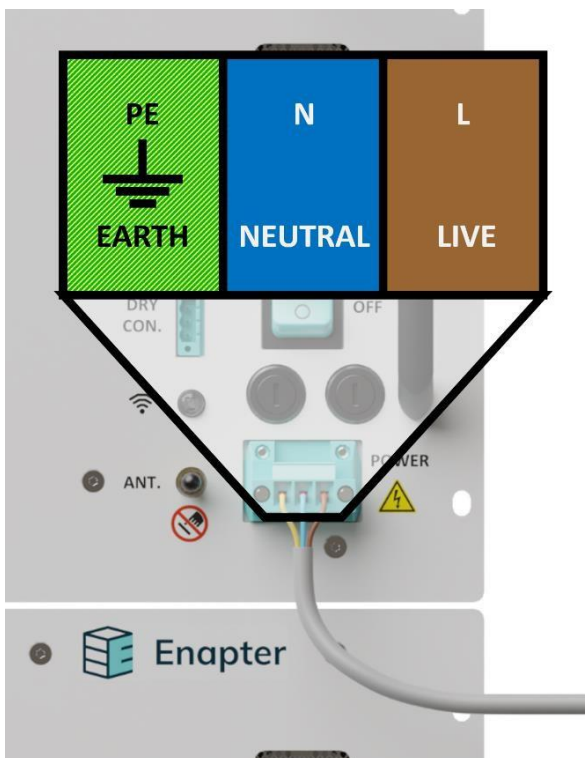 PE N L
EARTH NEUTRAL LIVE
DRY
CON.
OFF
POWER
ANT.
Enapter